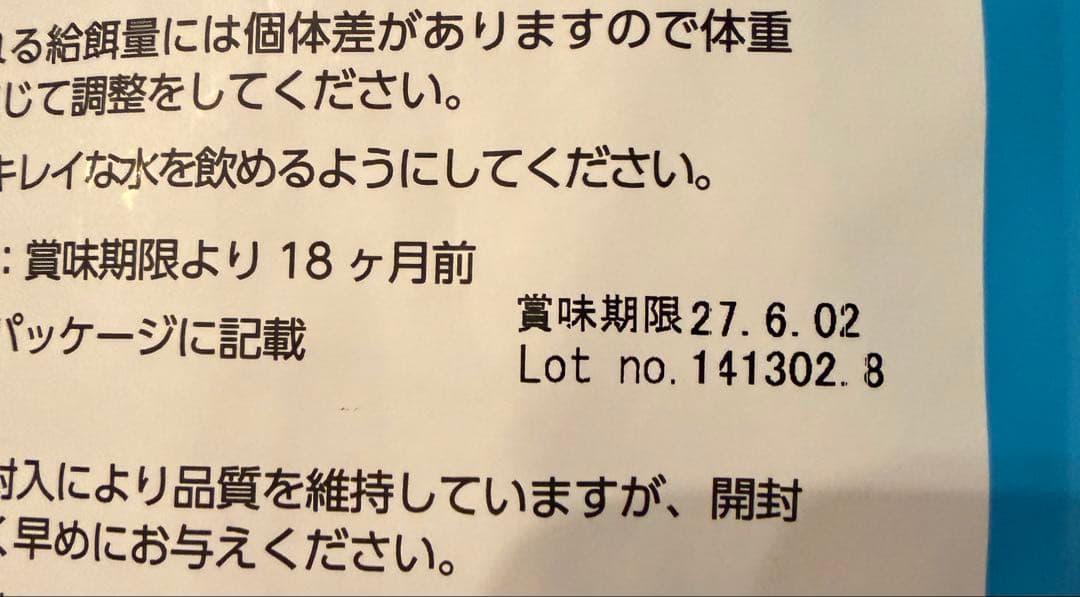 る給餌量には個体差がありますので体重
じて調整をしてください。
キレイな水を飲めるようにしてください。
：賞味期限より 18 ヶ月前
パッケージに記載
賞味期限27.6.02
Lot no.141302.8
封入により品質を維持していますが、開封
く早めにお与えください。